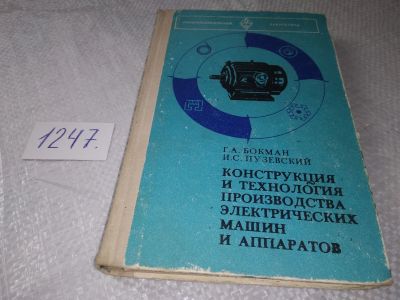 1247.
Г.А. БОКМАН
И.С. ПУЗЕВСКИЙ
КОНСТРУКЦИЯ
И ТЕХНОЛОГИЯ
ПРОИЗВОДСТВА
ЭЛЕКТРИЧЕСКИХ
МАШИН
И АППАРАТОВ